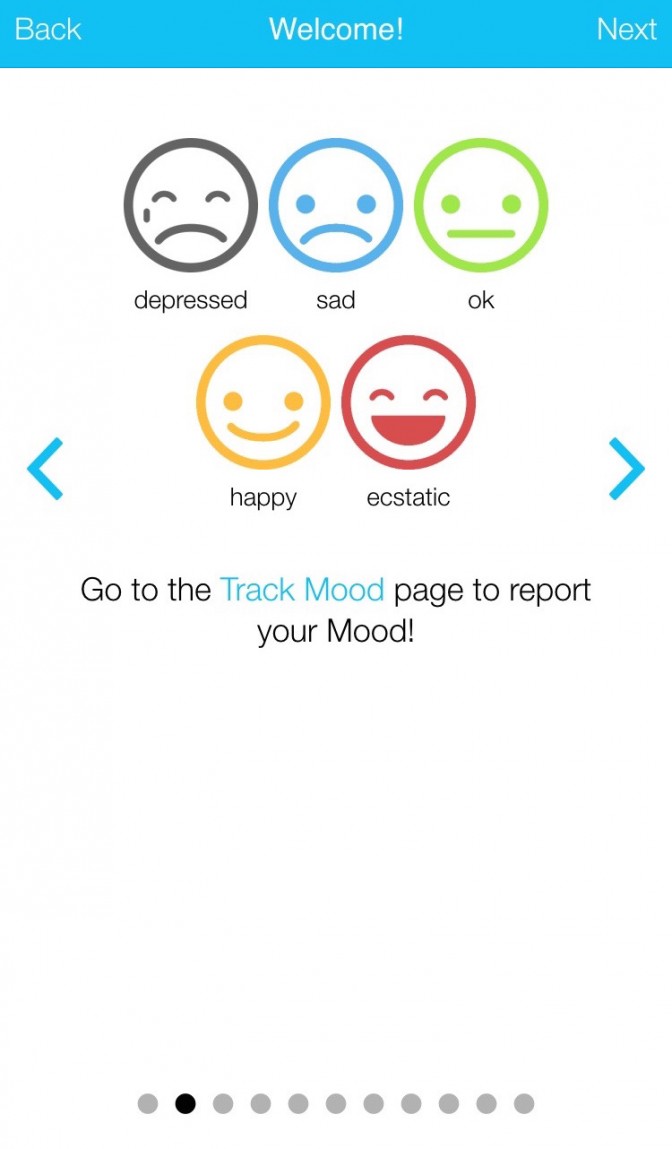 Back Welcome! Next
depressed sad ok
happy ecstatic
Go to the Track Mood page to report
your Mood!